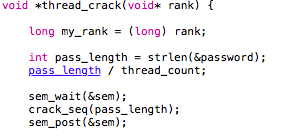 void *thread_crack(void* rank) {
long my_rank = (long) rank;
int pass_length = strlen(&password);
pass_length / thread_count;
sem_wait(&sem);
crack_seq(pass_length);
sem_post(&sem);